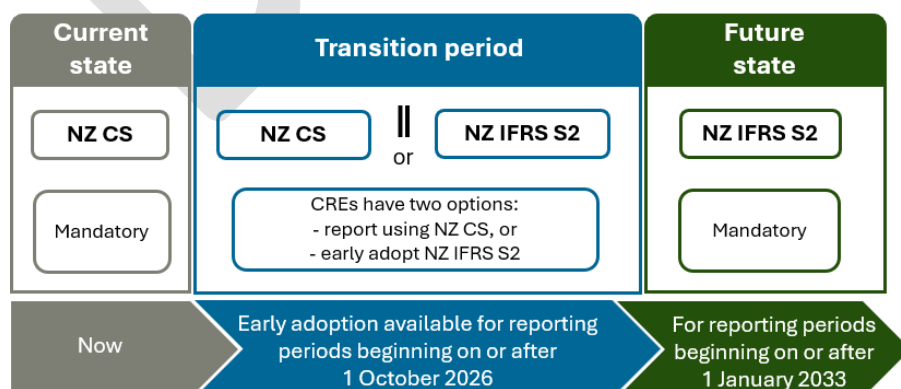 Current
state
Transition period
Future
state
NZ CS
NZ CS
or
NZ IFRS S2
NZ IFRS S2
Mandatory
CREs have two options:
- report using NZ CS, or
- early adopt NZ IFRS S2
Mandatory
Now
Early adoption available for reporting
periods beginning on or after
1 October 2026
For reporting periods
beginning on or after
1 January 2033